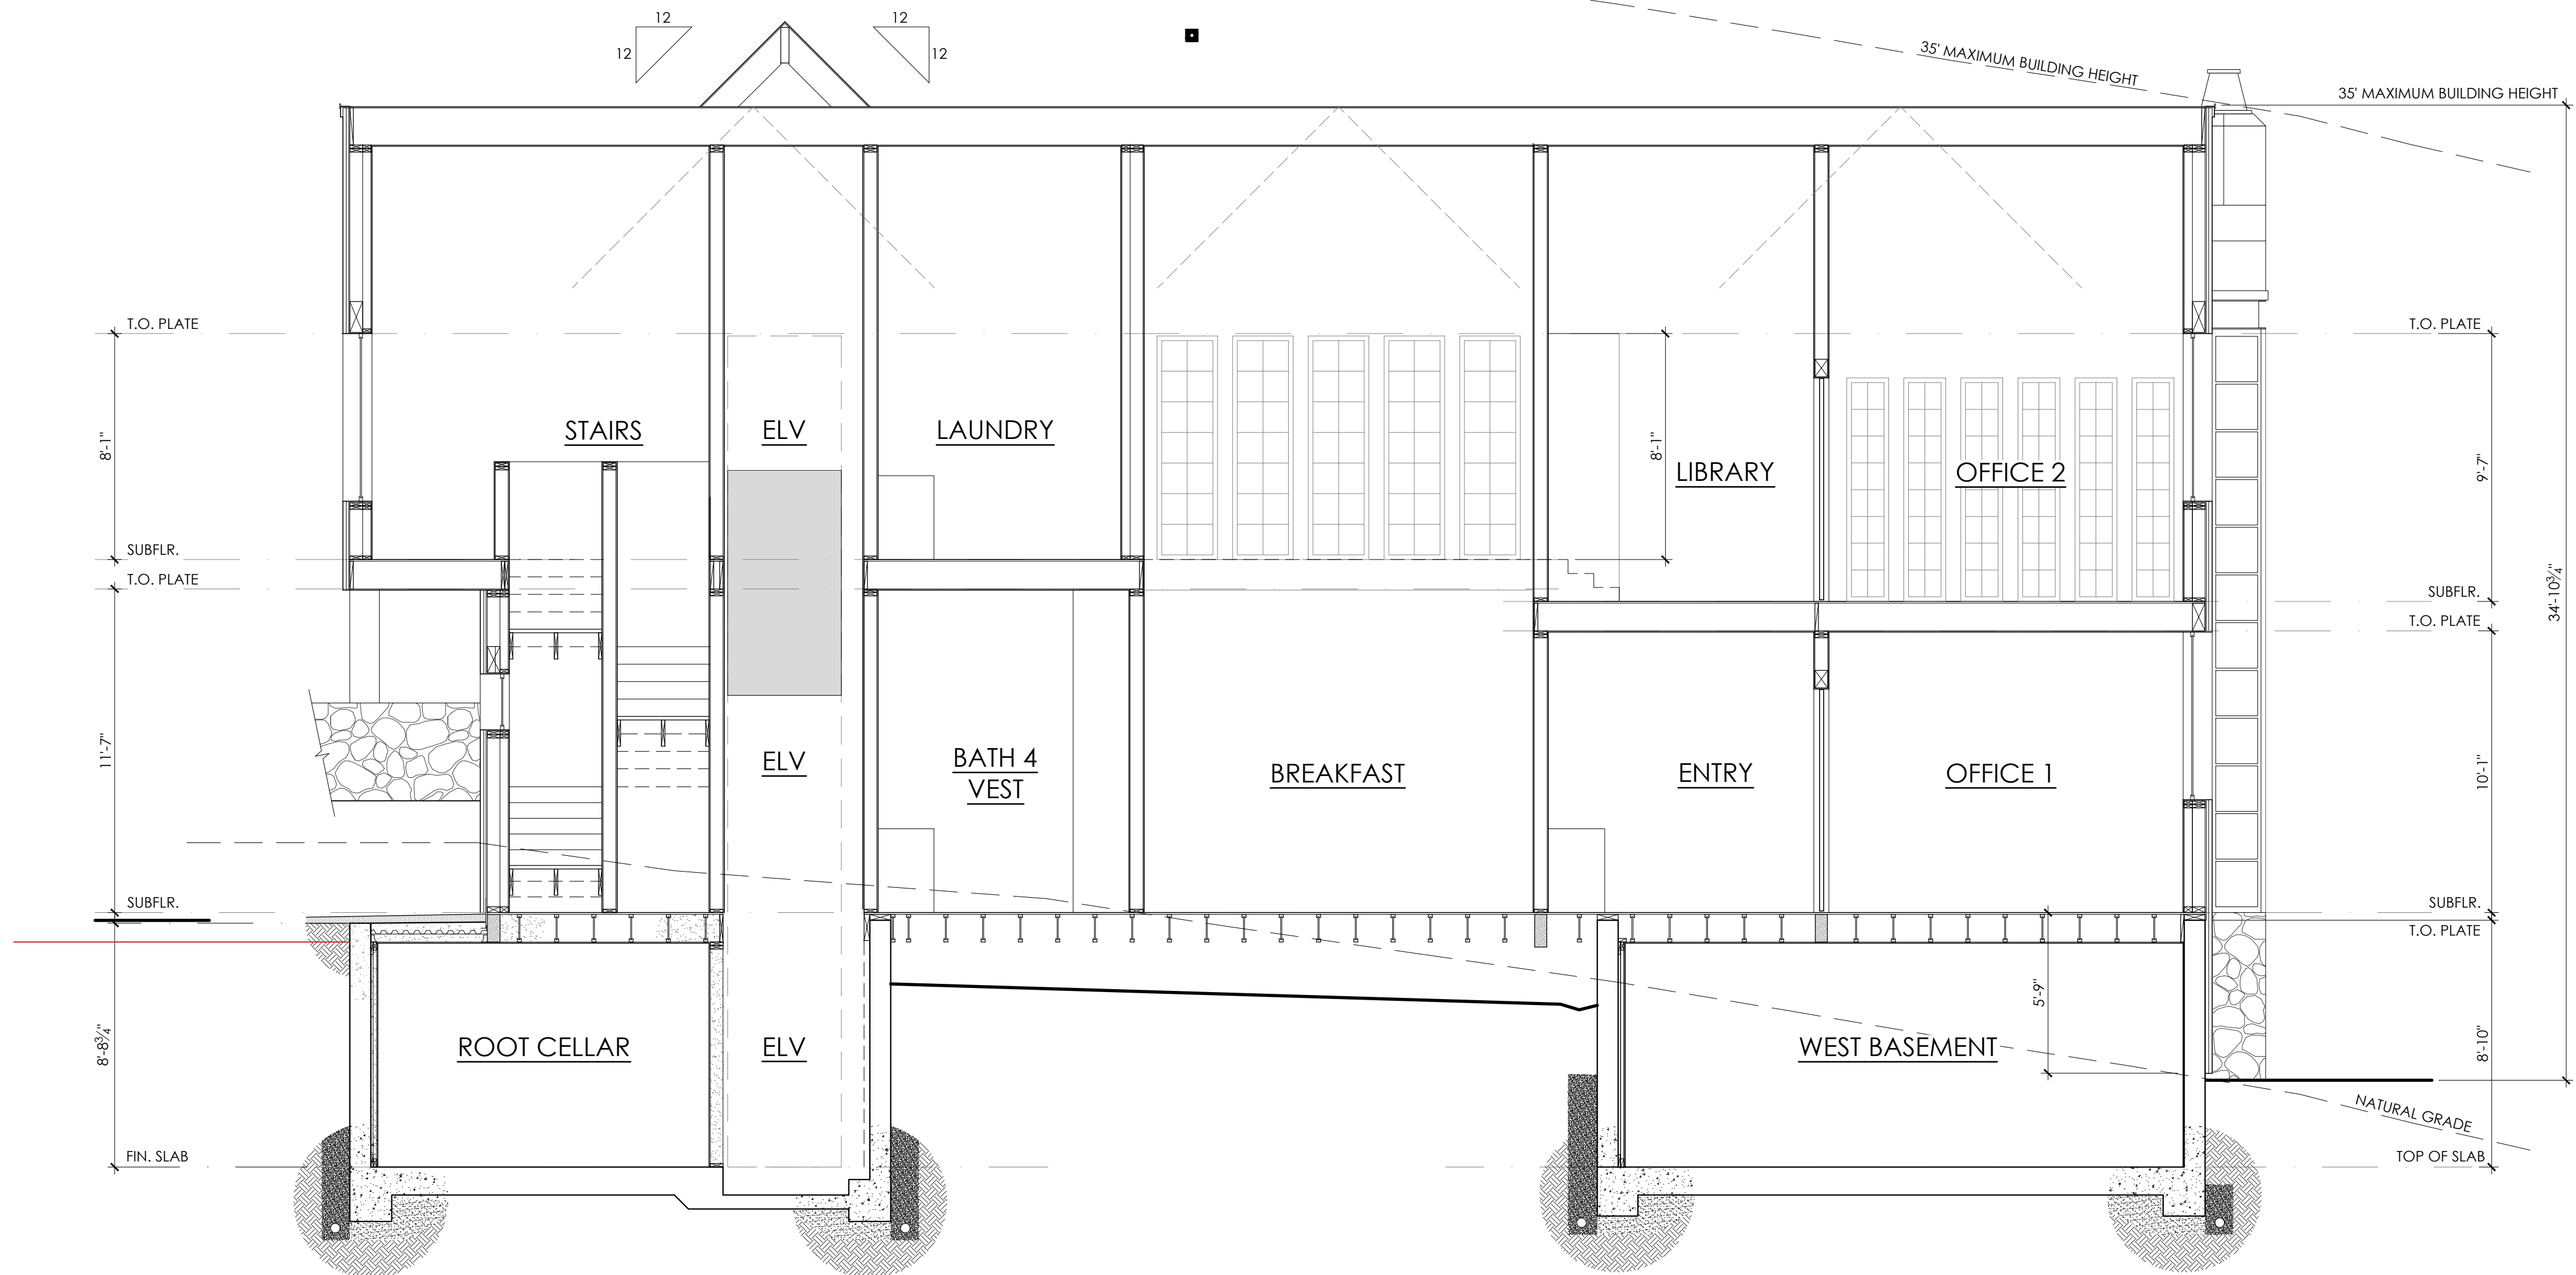 12
12
12
12
35' MAXIMUM BUILDING HEIGHT
35' MAXIMUM BUILDING HEIGHT
T.O. PLATE
T.O. PLATE
8'-1"
STAIRS
ELV
LAUNDRY
8'-1"
LIBRARY
OFFICE 2
9'-7"
SUBFLR.
T.O. PLATE
SUBFLR.
T.O. PLATE
34'-10¾"
11'-7"
ELV
BATH 4
VEST
BREAKFAST
ENTRY
OFFICE 1
10'-1"
SUBFLR.
SUBFLR.
T.O. PLATE
5'-9"
8'-8¾"
ROOT CELLAR
ELV
WEST BASEMENT
8'-10"
NATURAL GRADE
FIN. SLAB
TOP OF SLAB